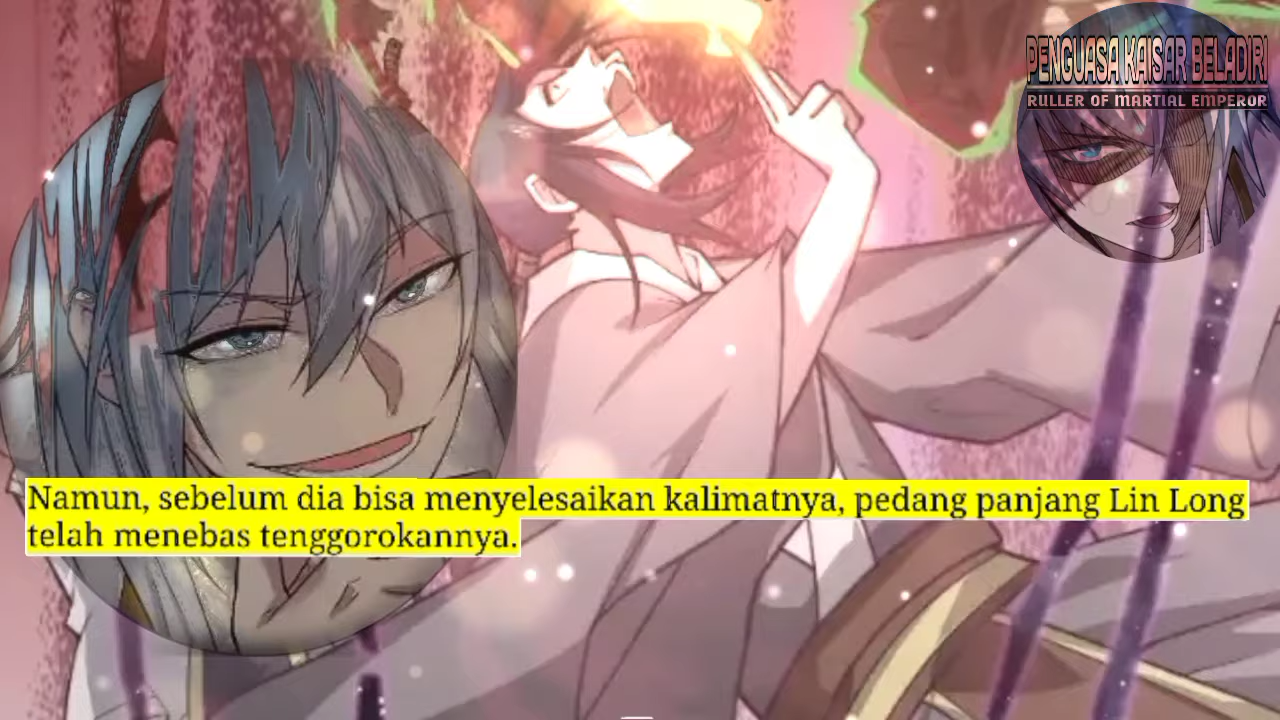 PENGUASA KAISAR BELADIRI
RULLER OF MARTIAL EMPEROR
Namun, sebelum dia bisa menyelesaikan kalimatnya, pedang panjang Lin Long
telah menebas tenggorokannya.